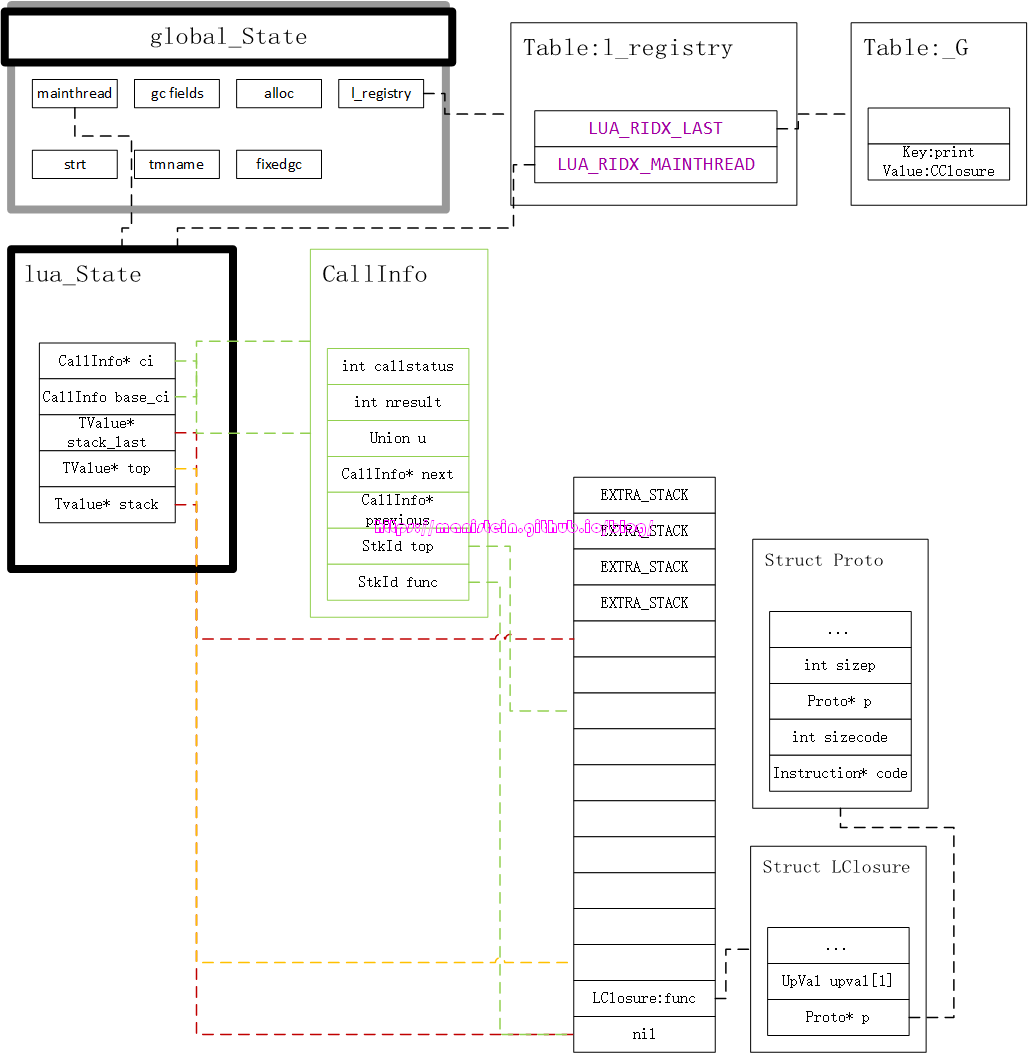 global_State
mainthread
gc fields
alloc
l_registry
strt
tmname
fixedgc
Table:l_registry
LUA_RIDX_LAST
LUA_RIDX_MAINTHREAD
Table:_G
Key:print
Value:CClosure
lua_State
CallInfo* ci
CallInfo base_ci
TValue*
stack_last
TValue* top
Tvalue* stack
CallInfo
int callstatus
int nresult
Union u
CallInfo* next
CallInfo*
previous
StkId top
StkId func
https://manistein.github.io/blog/
EXTRA_STACK
EXTRA_STACK
EXTRA_STACK
EXTRA_STACK
LClosure:func
nil
Struct Proto
...
int sizep
Proto* p
int sizecode
Instruction* code
Struct LClosure
...
UpVal upval[1]
Proto* p